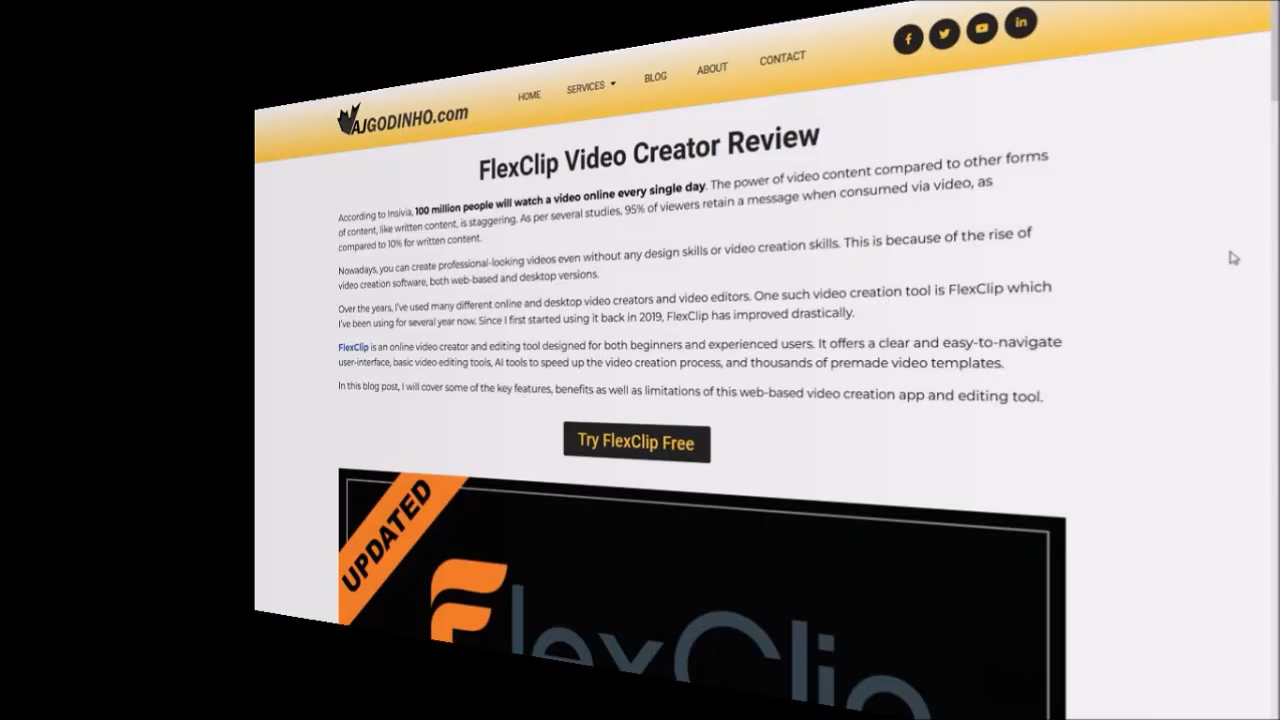 AJGODINHO.com
HOME SERVICES BLOG ABOUT CONTACT
FlexClip Video Creator Review
According to Insivia, 100 million people will watch a video online every single day. The power of video content compared to other forms
of content, like written content, is staggering. As per several studies, 95% of viewers retain a message when consumed via video, as
compared to 10% for written content.
Nowadays, you can create professional-looking videos even without any design skills or video creation skills. This is because of the rise of
video creation software, both web-based and desktop versions.
Over the years, I've used many different online and desktop video creators and video editors. One such video creation tool is FlexClip which
I've been using for several year now. Since I first started using it back in 2019, FlexClip has improved drastically.
FlexClip is an online video creator and editing tool designed for both beginners and experienced users. It offers a clear and easy-to-navigate
user-interface, basic video editing tools, AI tools to speed up the video creation process, and thousands of premade video templates.
In this blog post, I will cover some of the key features, benefits as well as limitations of this web-based video creation app and editing tool.
Try FlexClip Free
UPDATED
FlexClip